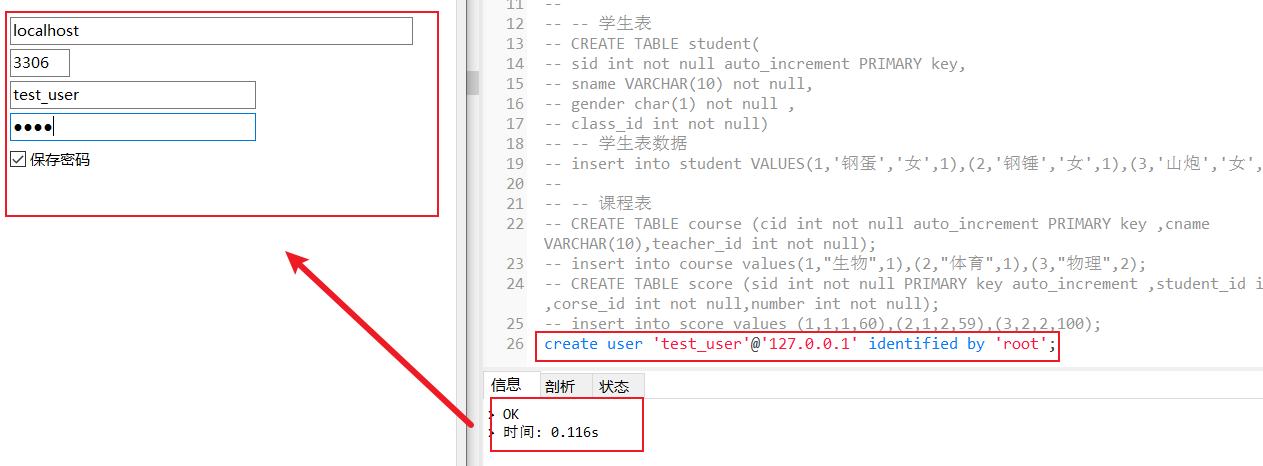 localhost
3306
test_user
●●●●
保存密码
11 --
12 -- -- 学生表
13 -- CREATE TABLE student(
14 -- sid int not null auto_increment PRIMARY key,
15 -- sname VARCHAR(10) not null,
16 -- gender char(1) not null ,
17 -- class_id int not null)
18 -- -- 学生表数据
19 -- insert into student VALUES(1,'钢蛋','女',1),(2,'钢锤','女',1),(3,'山炮','女',
20 --
21 -- -- 课程表
22 -- CREATE TABLE course (cid int not null auto_increment PRIMARY key ,cname
VARCHAR(10),teacher_id int not null);
23 -- insert into course values(1,"生物",1),(2,"体育",1),(3,"物理",2);
24 -- CREATE TABLE score (sid int not null PRIMARY key auto_increment ,student_id i
,corse_id int not null,number int not null);
25 -- insert into score values (1,1,1,60),(2,1,2,59),(3,2,2,100);
26 create user 'test_user'@'127.0.0.1' identified by 'root';
信息 剖析 状态
> OK
> 时间: 0.116s